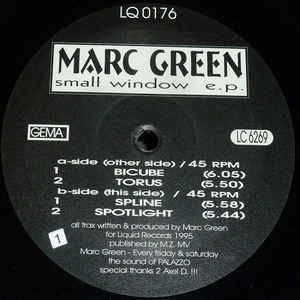 LQ 0176
MARC GREEN
small window e.p.
GEMA
LC 6269
a-side (other side) / 45 RPM
1 BICUBE (6.05)
2 TORUS (5.50)
b-side (this side) / 45 RPM
1 SPLINE (5.58)
2 SPOTLIGHT (5.44)
1
all trax written & produced by Marc Green
for Liquid Records 1995
published by M.Z. MV
Marc Green - Every friday & saturday
the sound of PALAZZO
special thanks 2 Axel D. !!!